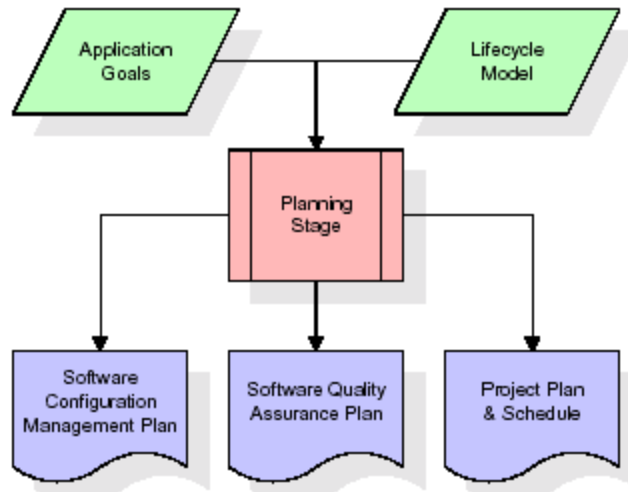 Application
Goals
Lifecycle
Model
Planning
Stage
Software
Configuration
Management Plan
Software Quality
Assurance Plan
Project Plan
& Schedule